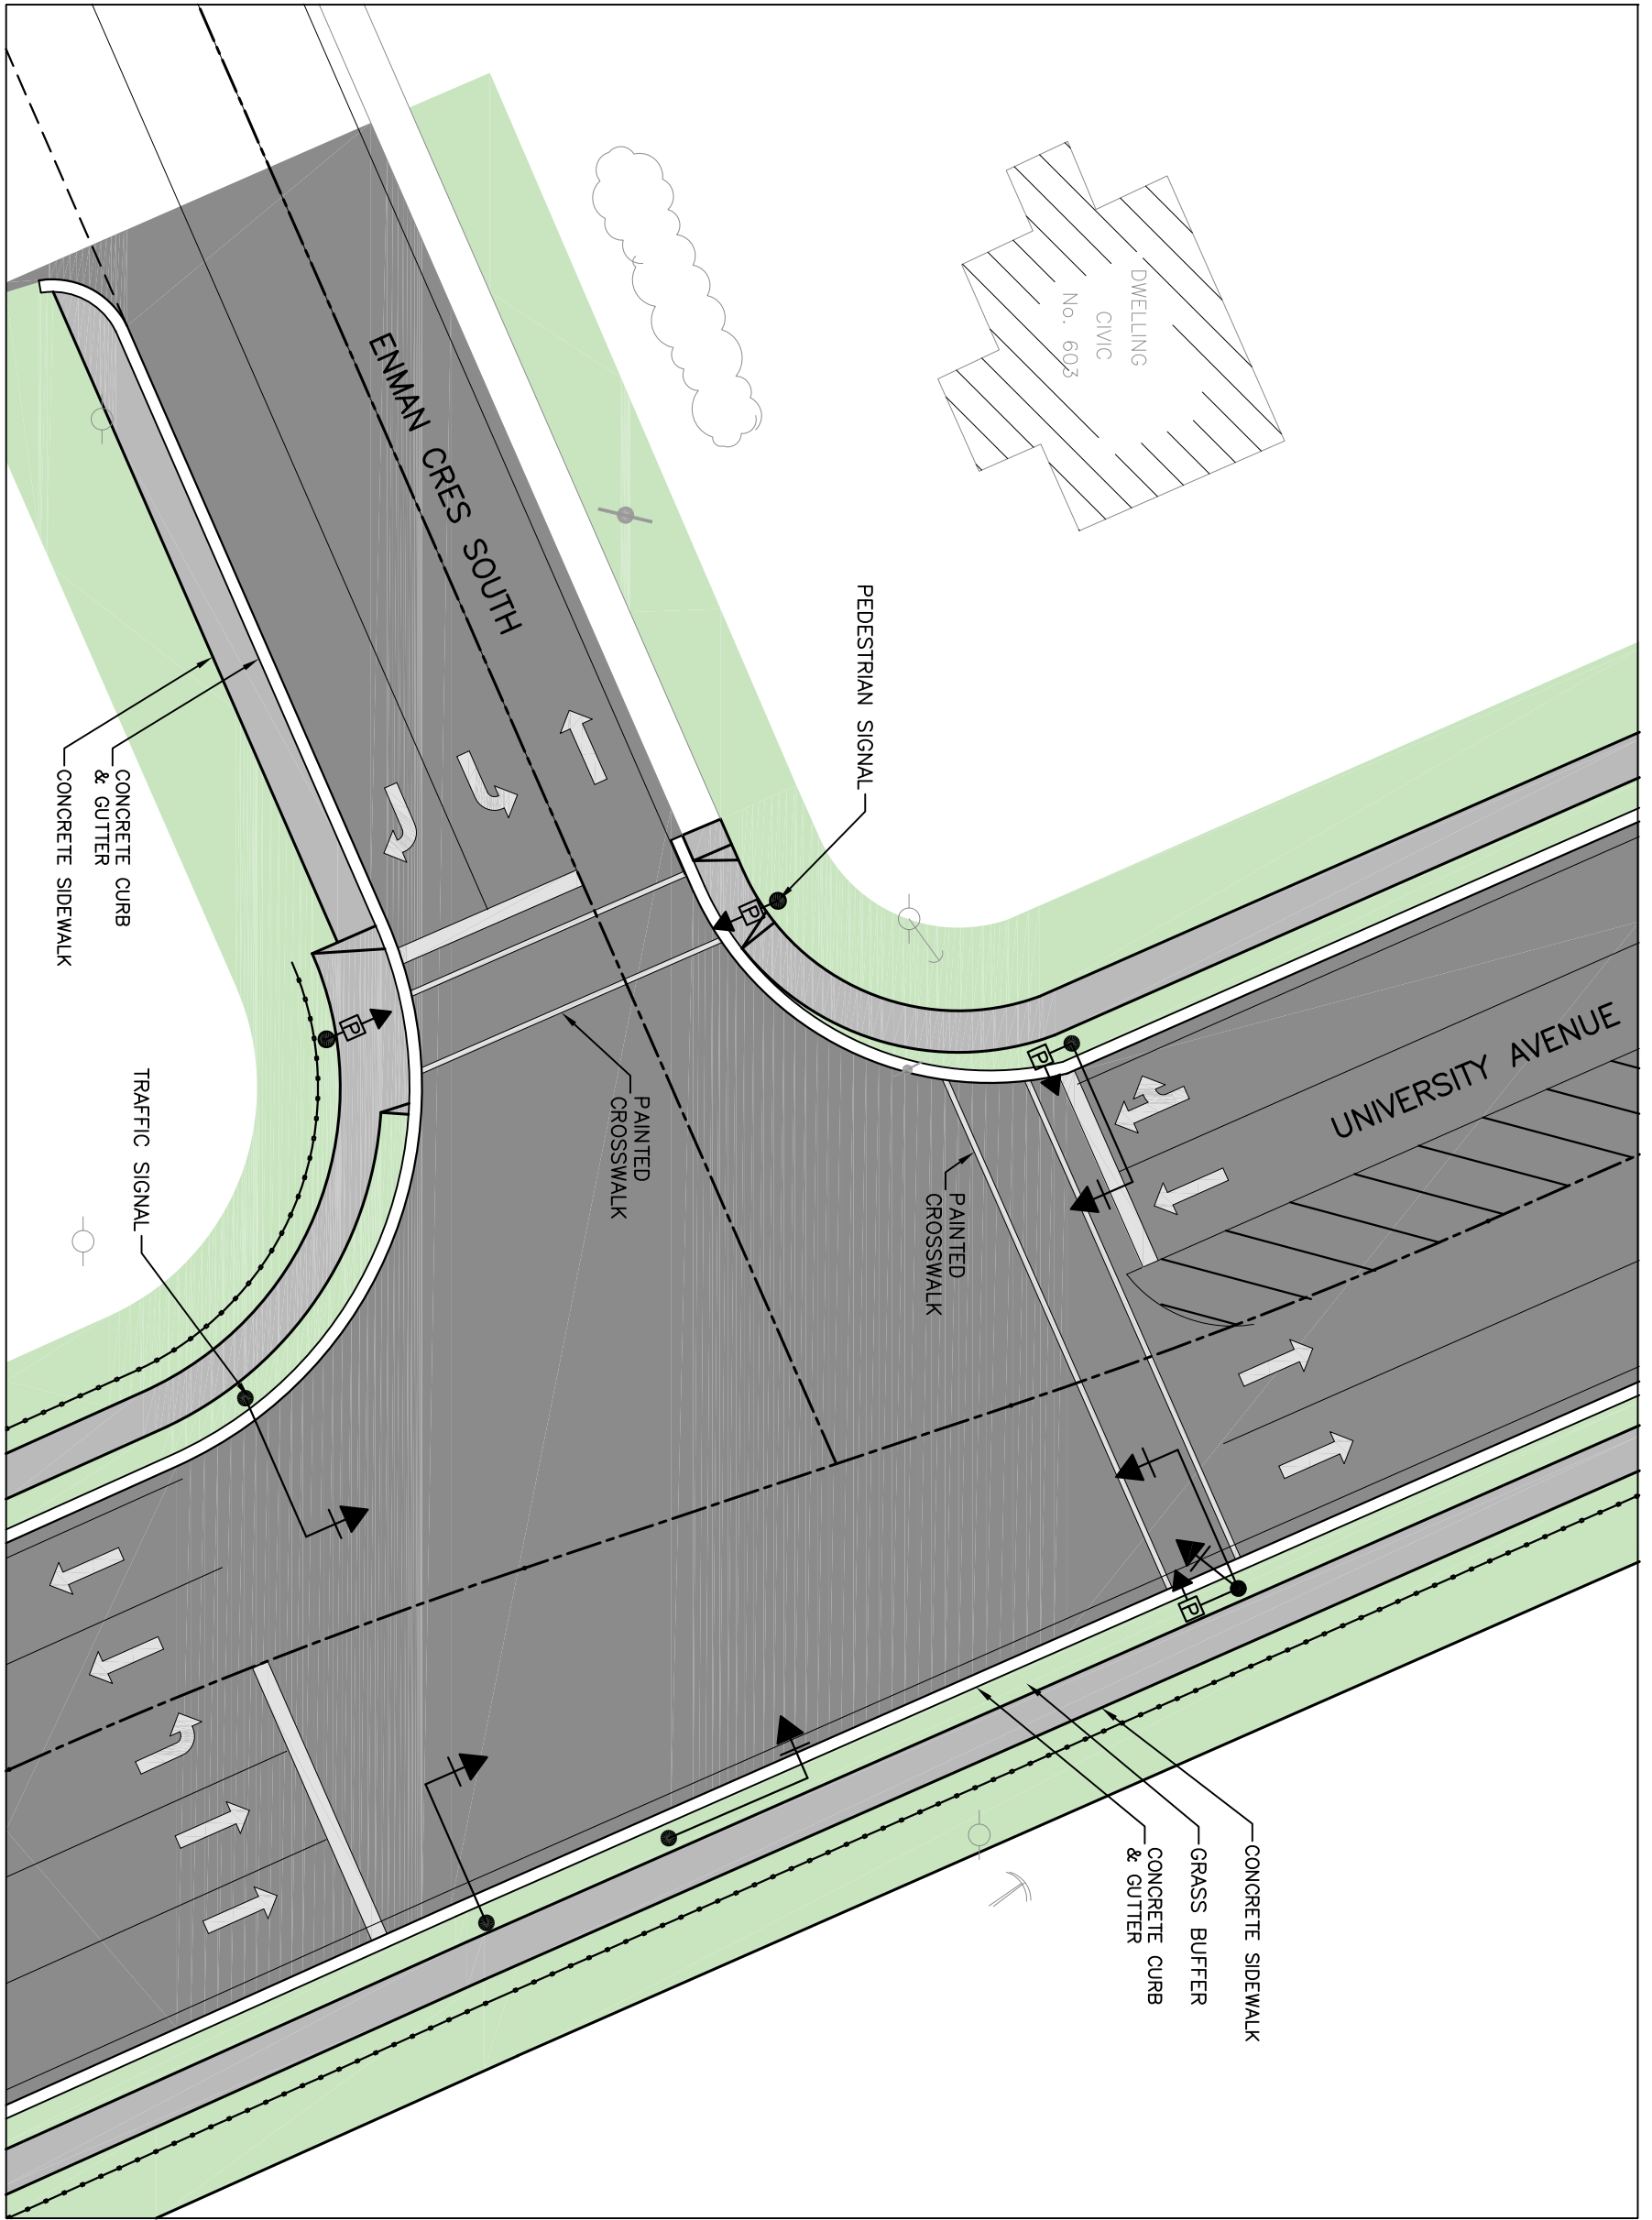 DWELLING
CIVIC
No. 603
ENMAN CRES SOUTH
PEDESTRIAN SIGNAL
UNIVERSITY AVENUE
CONCRETE CURB
& GUTTER
CONCRETE SIDEWALK
P
P
P
P
PAINTED
CROSSWALK
PAINTED
CROSSWALK
TRAFFIC SIGNAL
CONCRETE SIDEWALK
GRASS BUFFER
CONCRETE CURB
& GUTTER